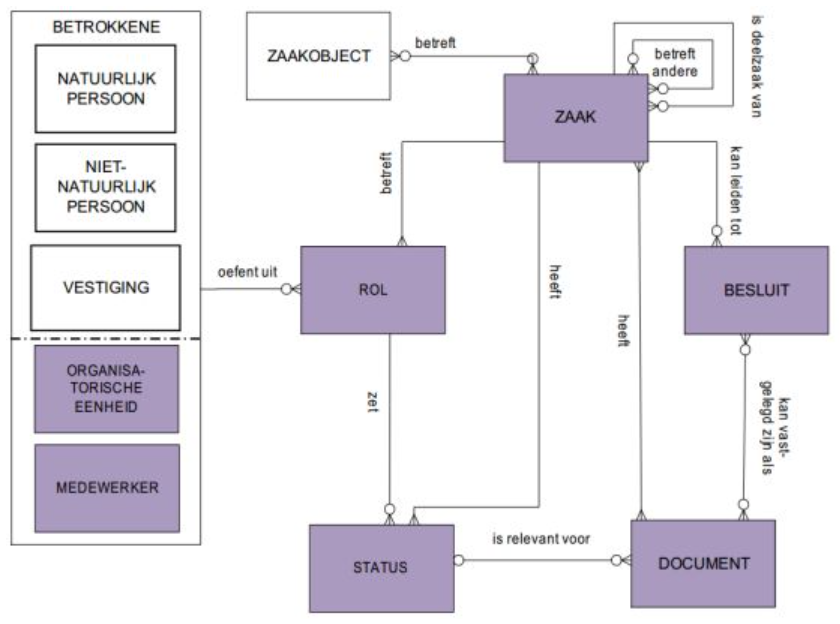 BETROKKENE
NATUURLIJK
PERSOON
NIET-
NATUURLIJK
PERSOON
VESTIGING
ORGANISA-
TORISCHE
EENHEID
MEDEWERKER
ZAAKOBJECT
betreft
betreft
andere
is deelzaak van
ZAAK
betreft
kan leiden tot
oefent uit
ROL
heeft
heeft
BESLUIT
zet
kan vast-
gelegd zijn als
STATUS
is relevant voor
DOCUMENT